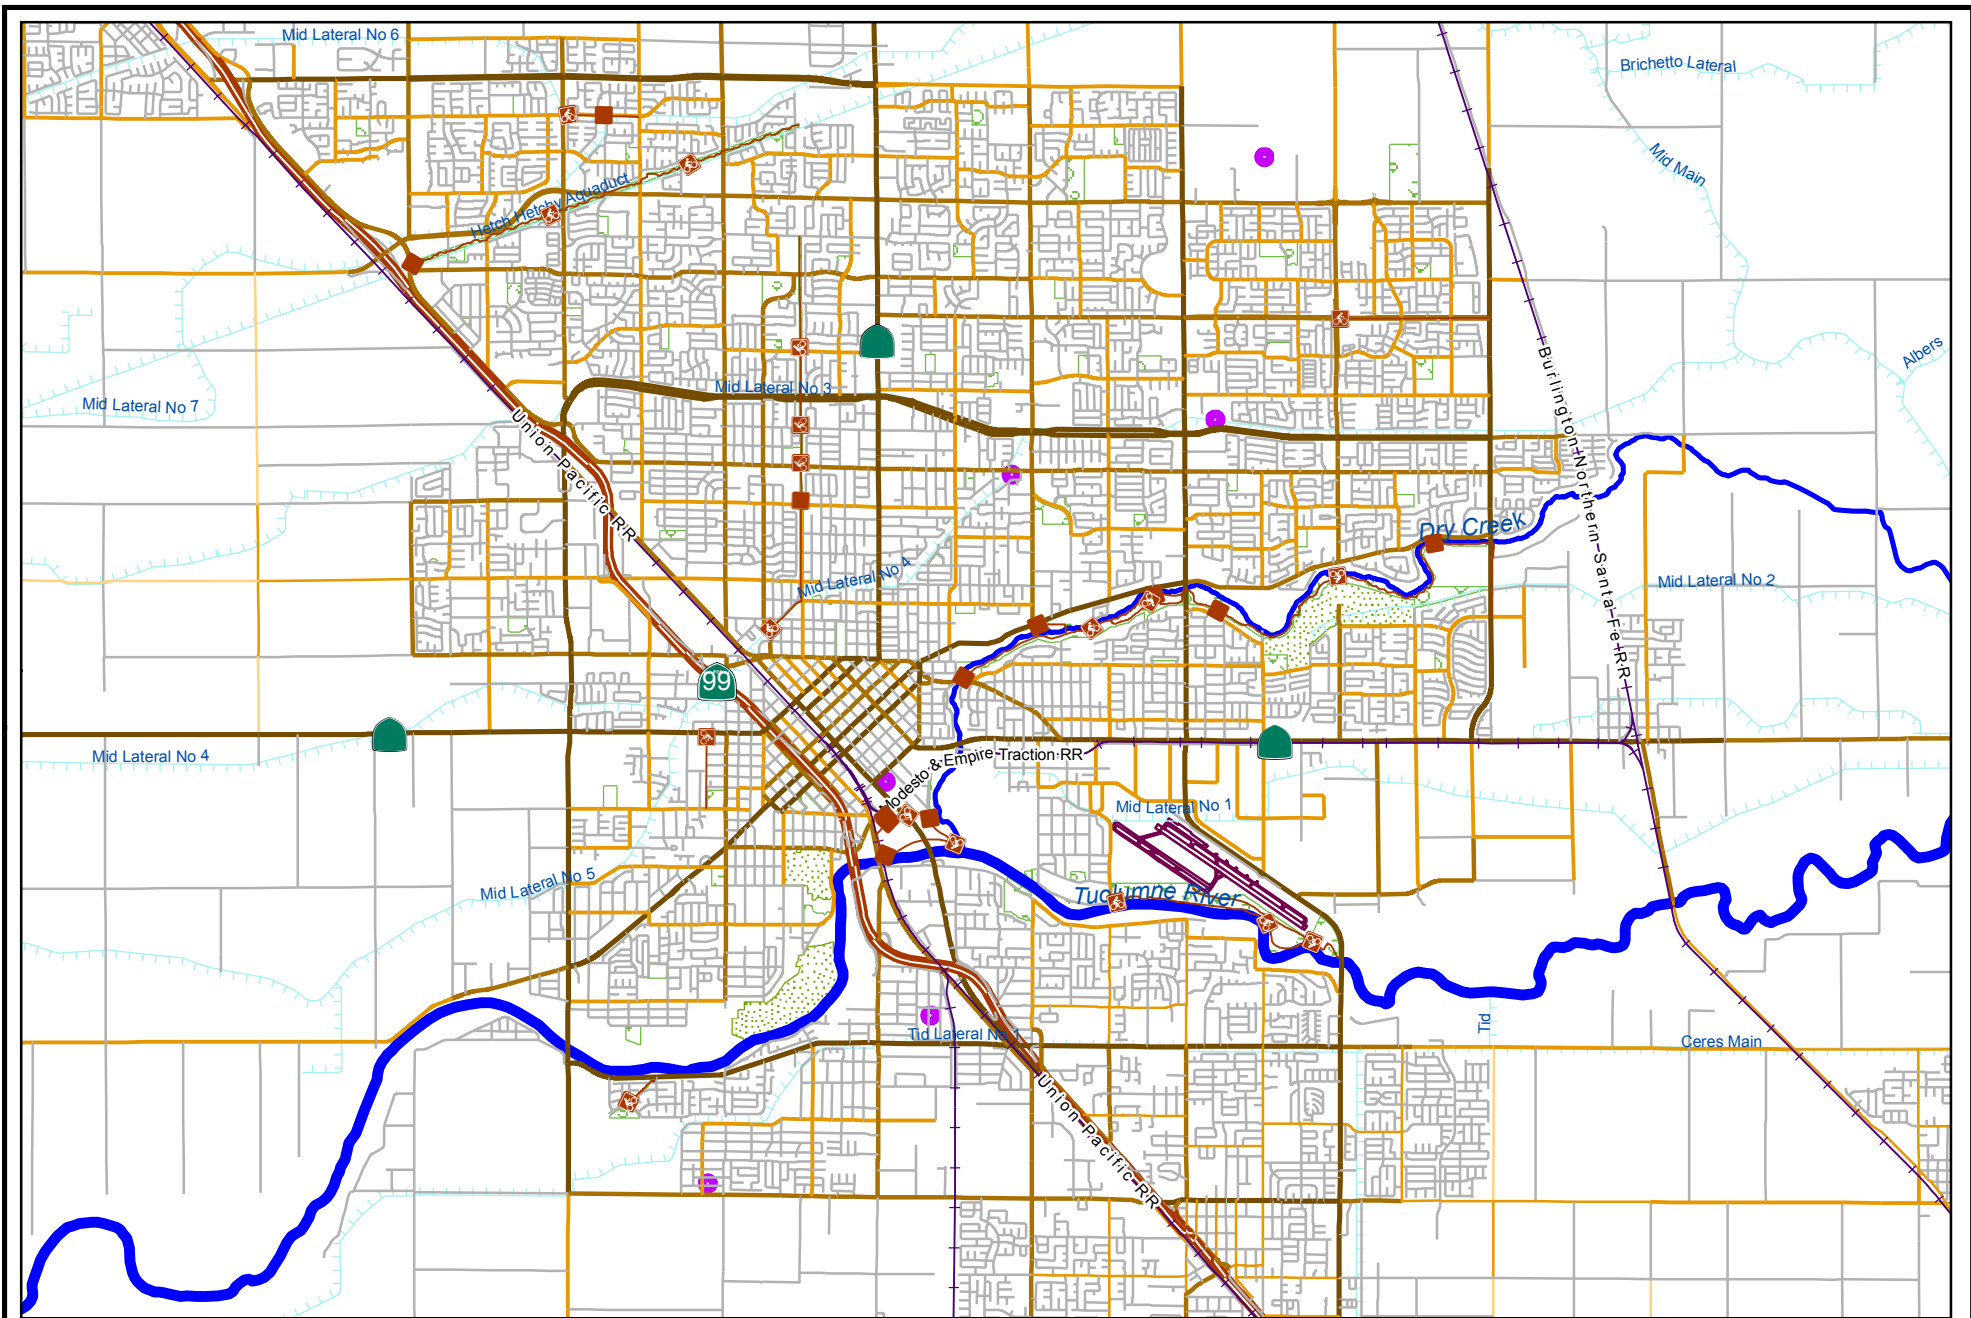 Mid Lateral No 6
Brichetto Lateral
Mid Main
Hetch Hetchy Aquaduct
Albers
Mid Lateral No 3
Mid Lateral No 7
Burlington Northern Santa Fe RR
Union Pacific RR
Dry Creek
Mid Lateral No 4
Mid Lateral No 2
99
Mid Lateral No 4
Modesto & Empire Traction RR
Mid Lateral No 1
Mid Lateral No 5
Tuolumne River
Tid
Tid Lateral No 1
Ceres Main
Union Pacific RR